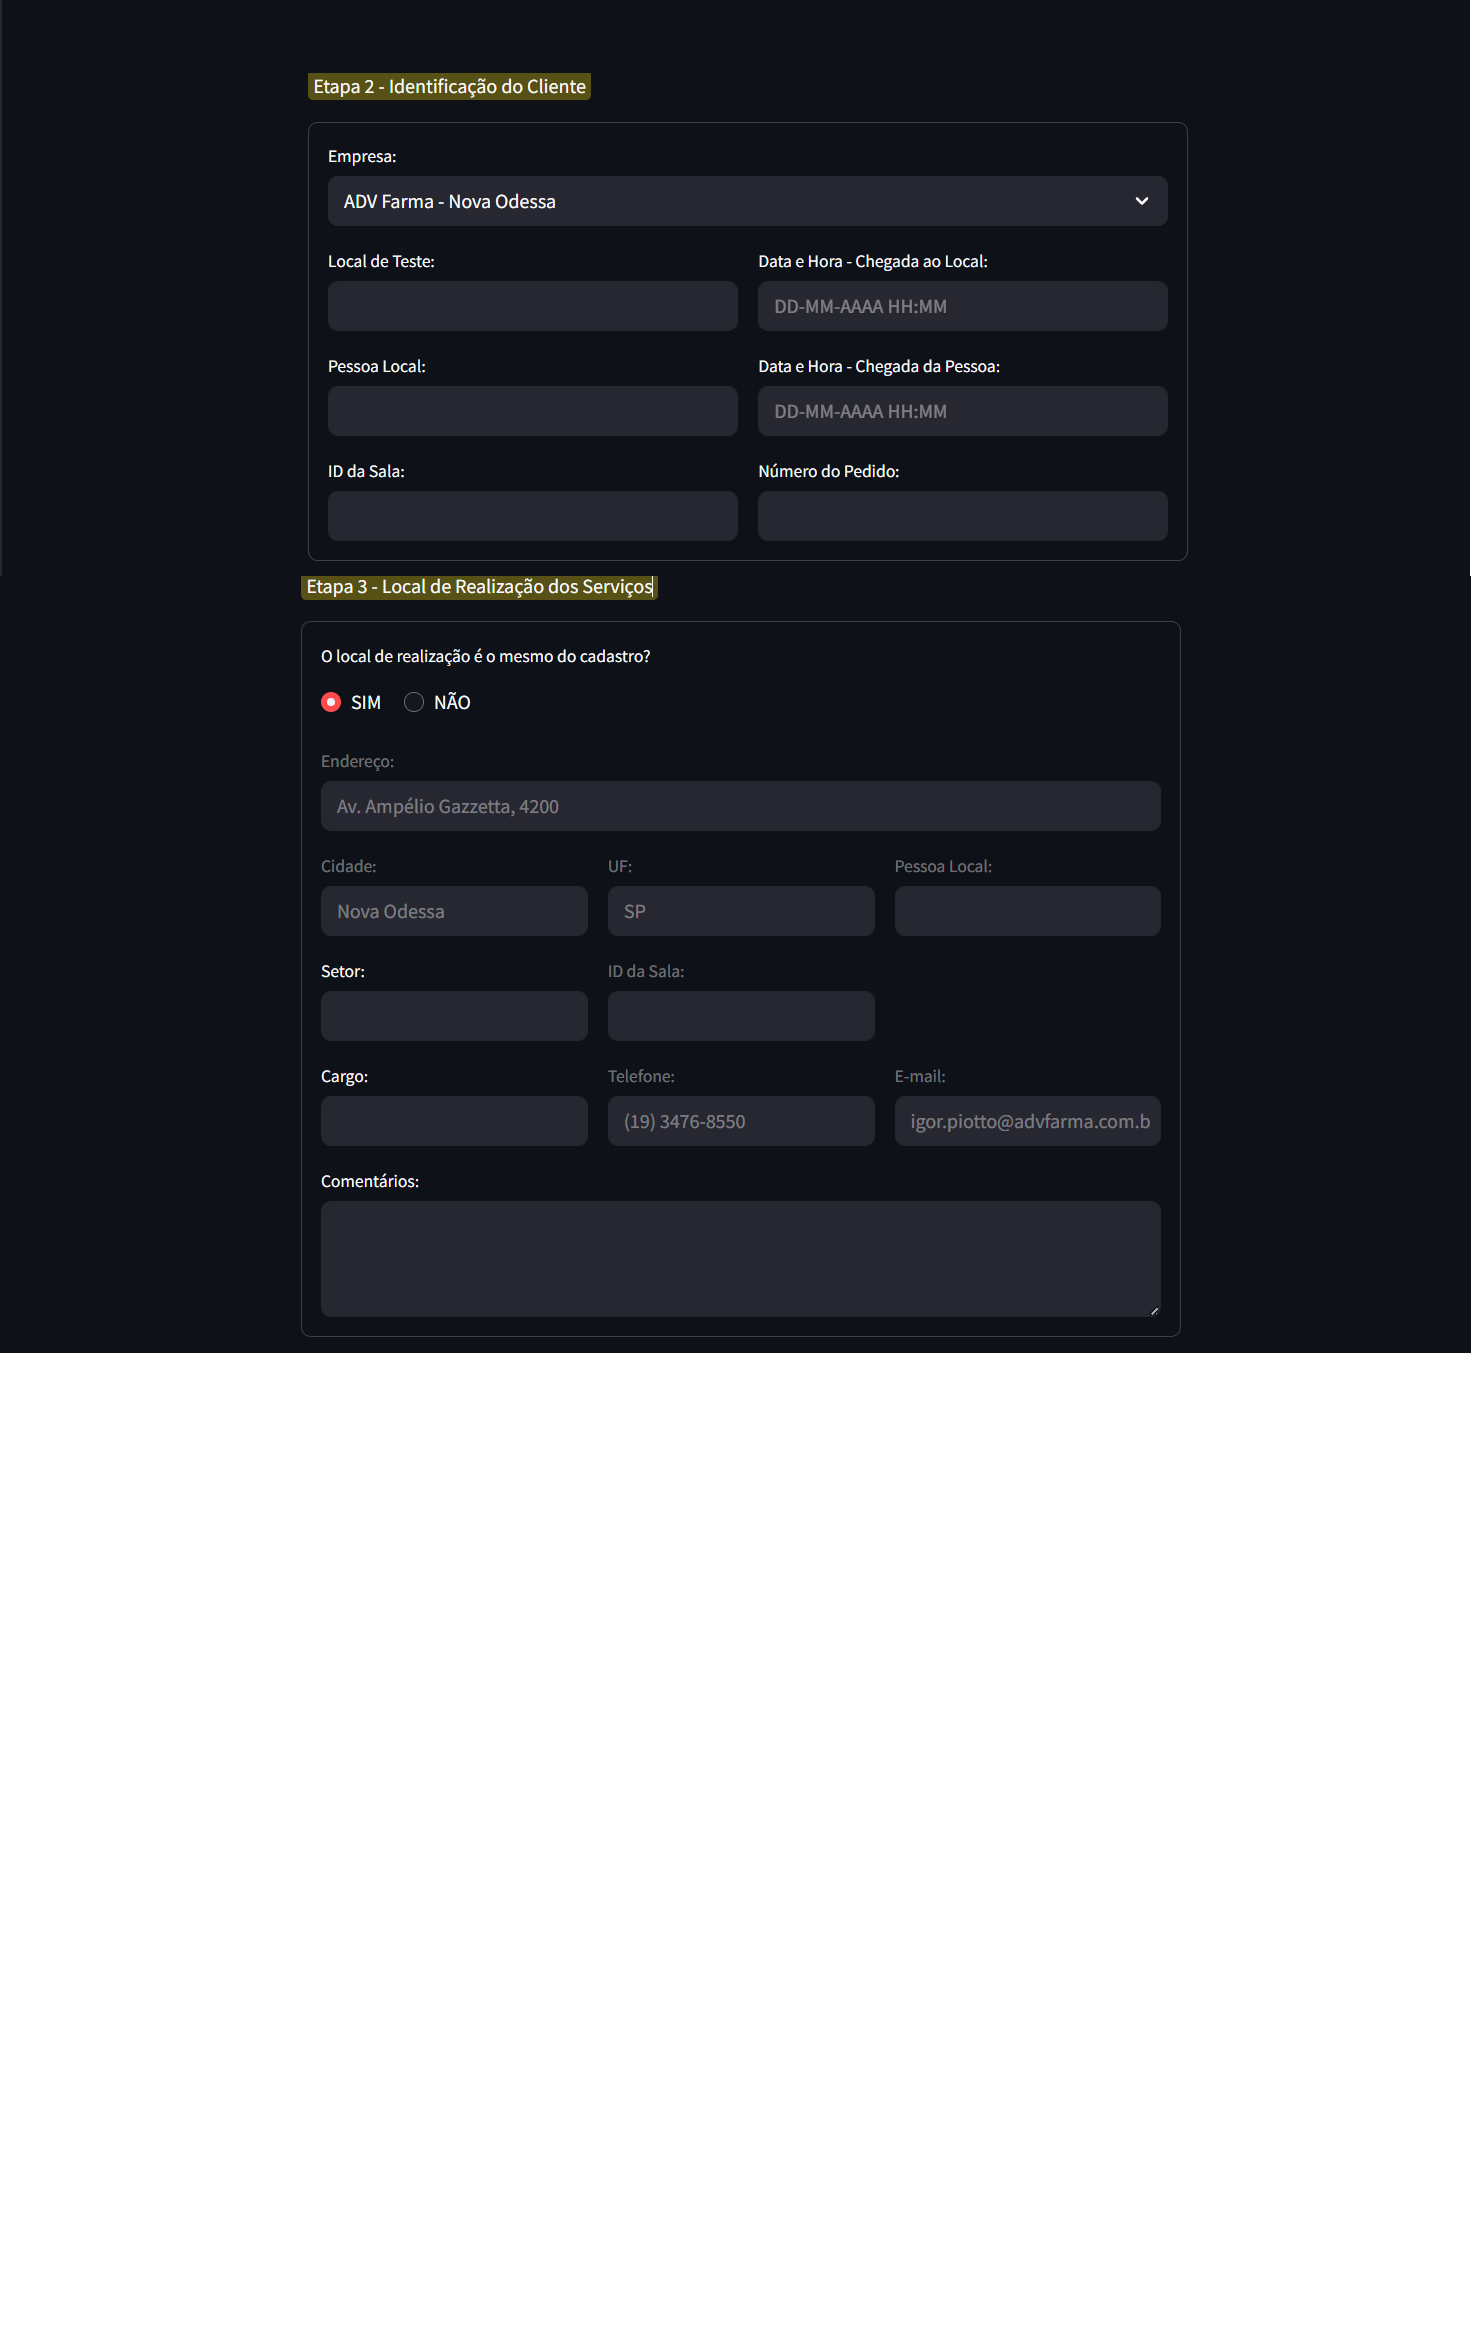 Etapa 2 - Identificação do Cliente
Empresa:
ADV Farma - Nova Odessa
Local de Teste:
Data e Hora - Chegada ao Local:
DD-MM-AAAA HH:MM
Pessoa Local:
Data e Hora - Chegada da Pessoa:
DD-MM-AAAA HH:MM
ID da Sala:
Número do Pedido:
Etapa 3 - Local de Realização dos Serviços
O local de realização é o mesmo do cadastro?
SIM NÃO
Endereço:
Av. Ampélio Gazzetta, 4200
Cidade: UF: Pessoa Local:
Nova Odessa SP
Setor: ID da Sala:
Cargo: Telefone: E-mail:
(19) 3476-8550 igor.piotto@advfarma.com.b
Comentários: